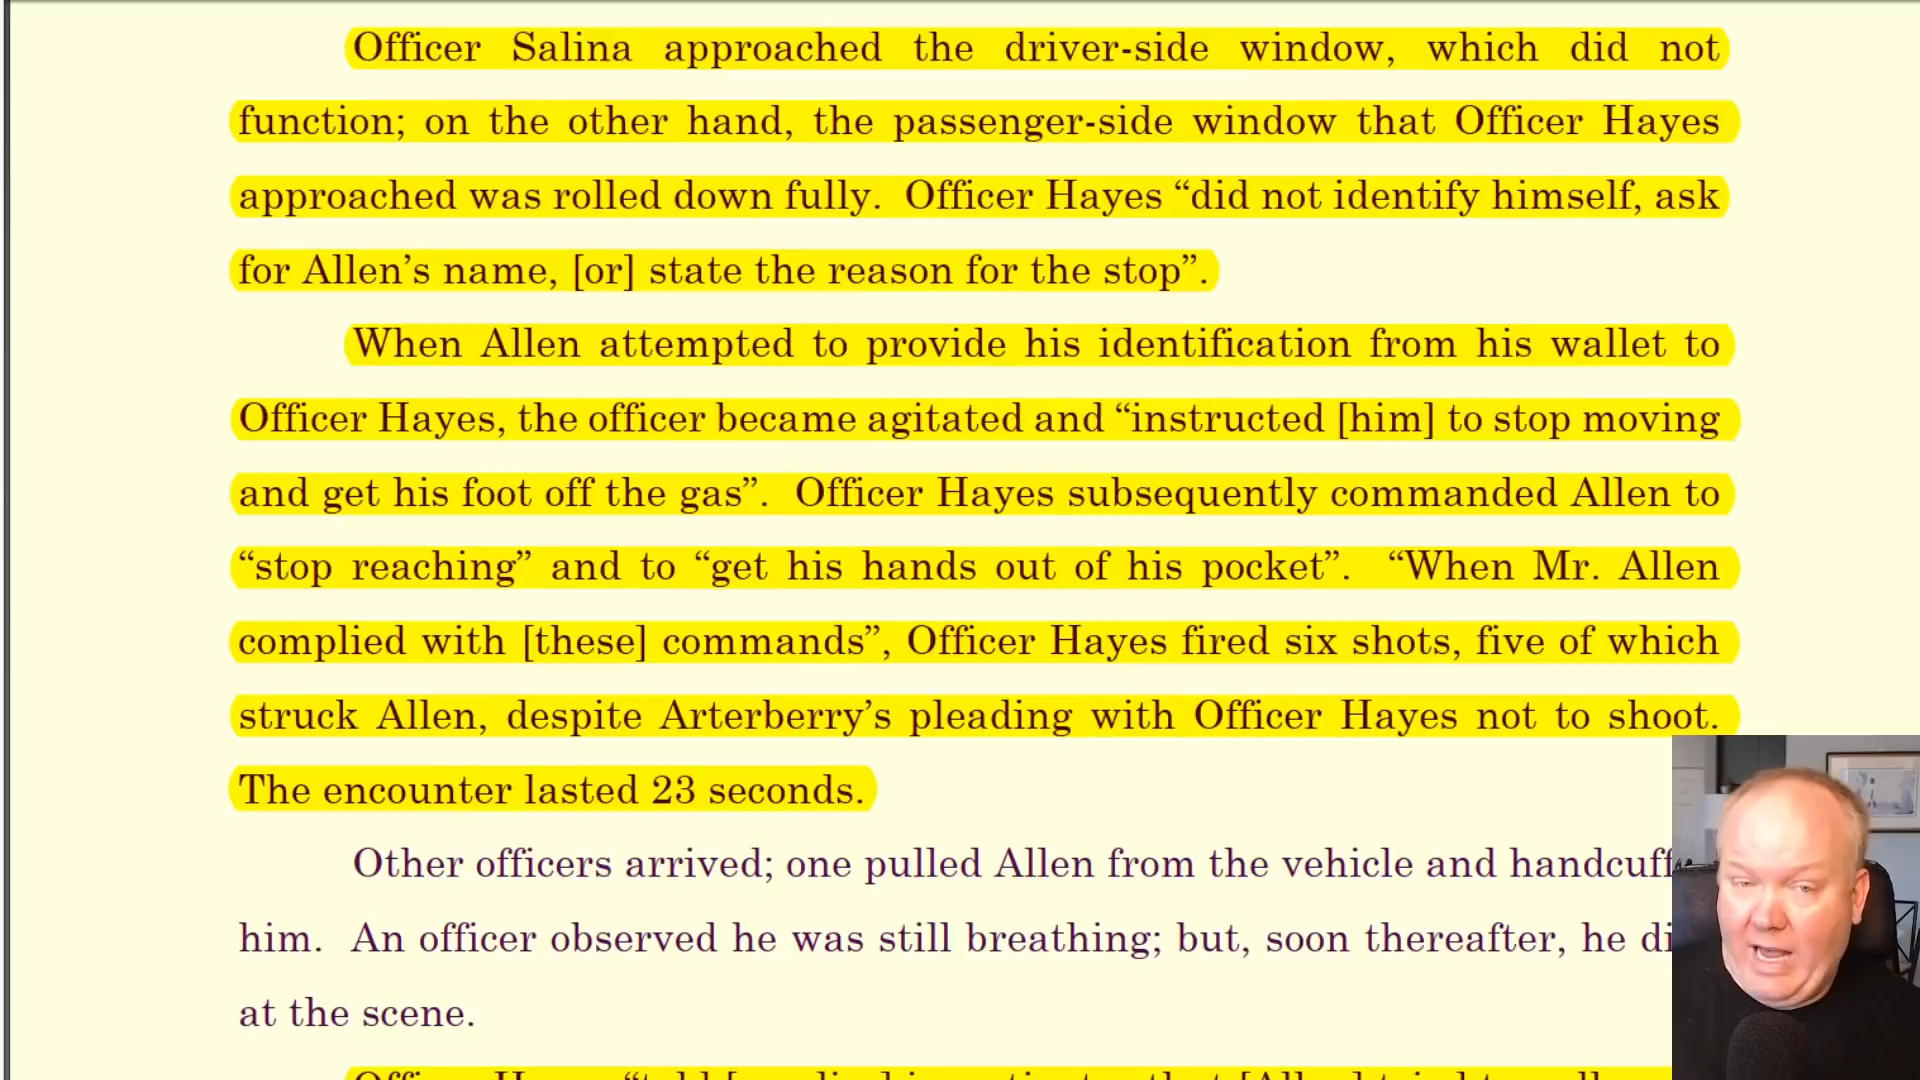 Officer Salina approached the driver-side window, which did not
function; on the other hand, the passenger-side window that Officer Hayes
approached was rolled down fully.  Officer Hayes “did not identify himself, ask
for Allen’s name, [or] state the reason for the stop”.
When Allen attempted to provide his identification from his wallet to
Officer Hayes, the officer became agitated and “instructed [him] to stop moving
and get his foot off the gas”.  Officer Hayes subsequently commanded Allen to
“stop reaching” and to “get his hands out of his pocket”.  “When Mr. Allen
complied with [these] commands”, Officer Hayes fired six shots, five of which
struck Allen, despite Arterberry’s pleading with Officer Hayes not to shoot.
The encounter lasted 23 seconds.
Other officers arrived; one pulled Allen from the vehicle and handcuff
him.  An officer observed he was still breathing; but, soon thereafter, he di
at the scene.